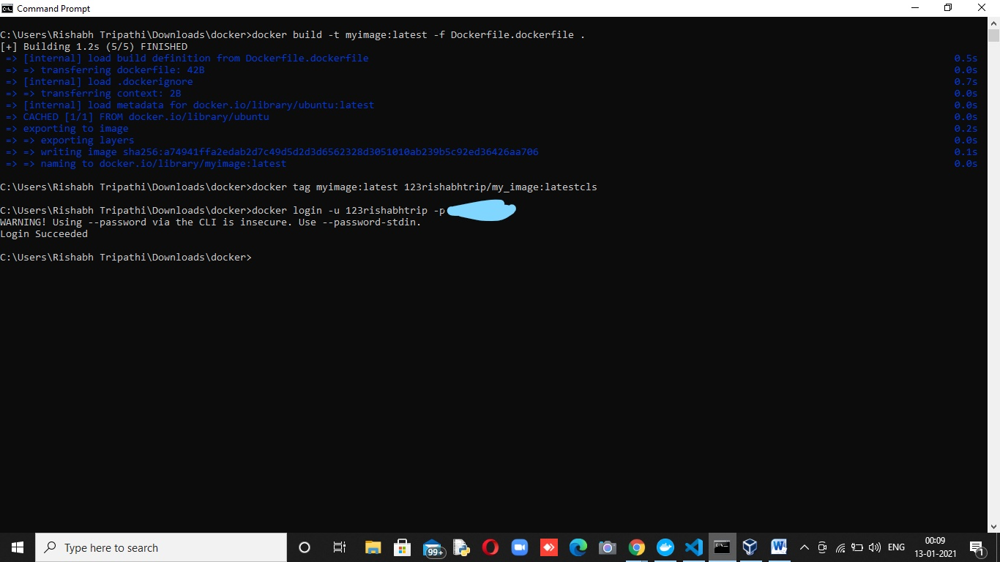 Command Prompt
C:\Users\Rishabh Tripathi\Downloads\docker>docker build -t myimage:latest -f Dockerfile.dockerfile .
[+] Building 1.2s (5/5) FINISHED
=> [internal] load build definition from Dockerfile.dockerfile 0.5s
=> => transferring dockerfile: 42B 0.0s
=> [internal] load .dockerignore 0.7s
=> => transferring context: 2B 0.0s
=> [internal] load metadata for docker.io/library/ubuntu:latest 0.0s
=> CACHED [1/1] FROM docker.io/library/ubuntu 0.0s
=> exporting to image 0.2s
=> => exporting layers 0.0s
=> => writing image sha256:a74941ffa2edab2d7c49d5d2d3d6562328d3051010ab239b5c92ed36426aa706 0.1s
=> => naming to docker.io/library/myimage:latest 0.0s
C:\Users\Rishabh Tripathi\Downloads\docker>docker tag myimage:latest 123rishabhtrip/my_image:latestcls
C:\Users\Rishabh Tripathi\Downloads\docker>docker login -u 123rishabhtrip -p
WARNING! Using --password via the CLI is insecure. Use --password-stdin.
Login Succeeded
C:\Users\Rishabh Tripathi\Downloads\docker>
Type here to search
99+
ENG
00:09
13-01-2021
1